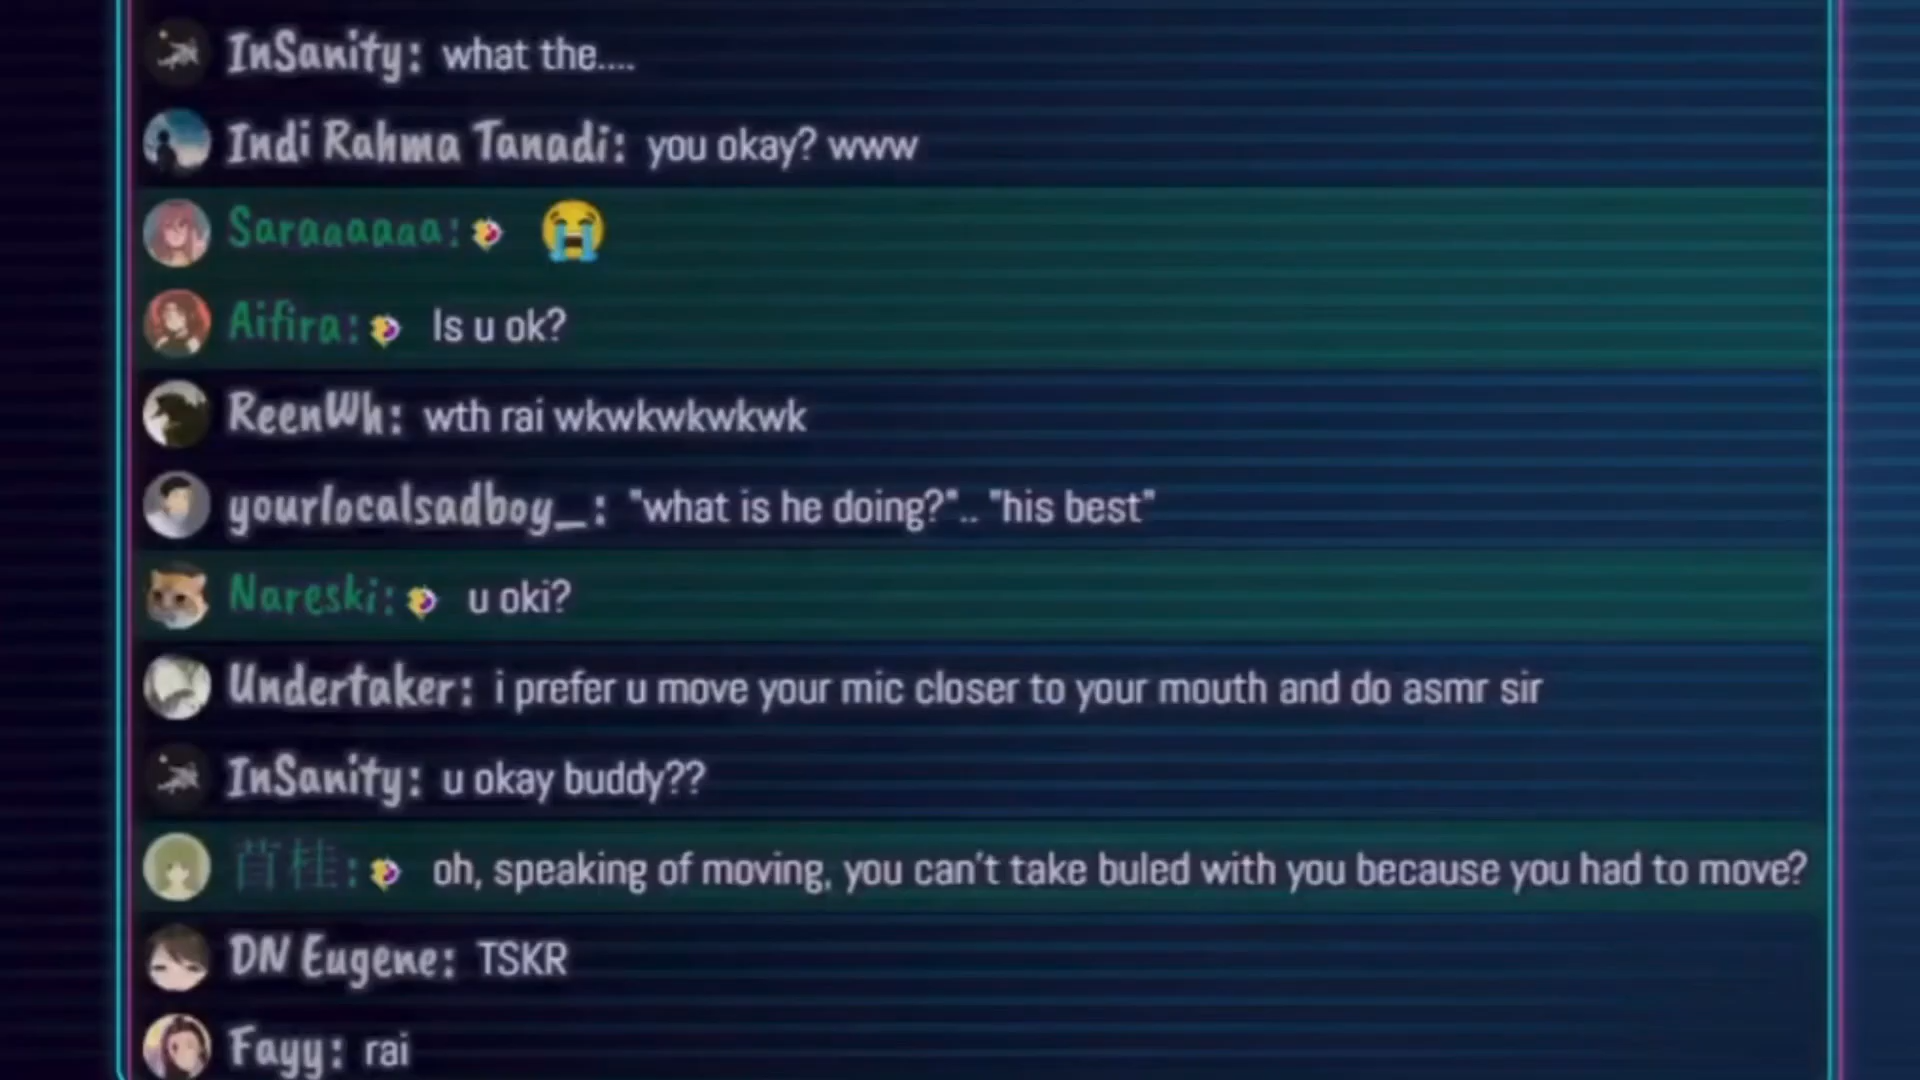 InSanity: what the....
Indi Rahma Tanadi: you okay? www
Saraaaaaa: 😭
Aifira: Is u ok?
ReenWh: wth rai wkwkwkwkwk
yourlocalsadboy_: "what is he doing?".. "his best"
Nareski: u oki?
Undertaker: i prefer u move your mic closer to your mouth and do asmr sir
InSanity: u okay buddy??
苜桂: oh, speaking of moving, you can't take buled with you because you had to move?
DN Eugene: TSKR
Fayy: rai